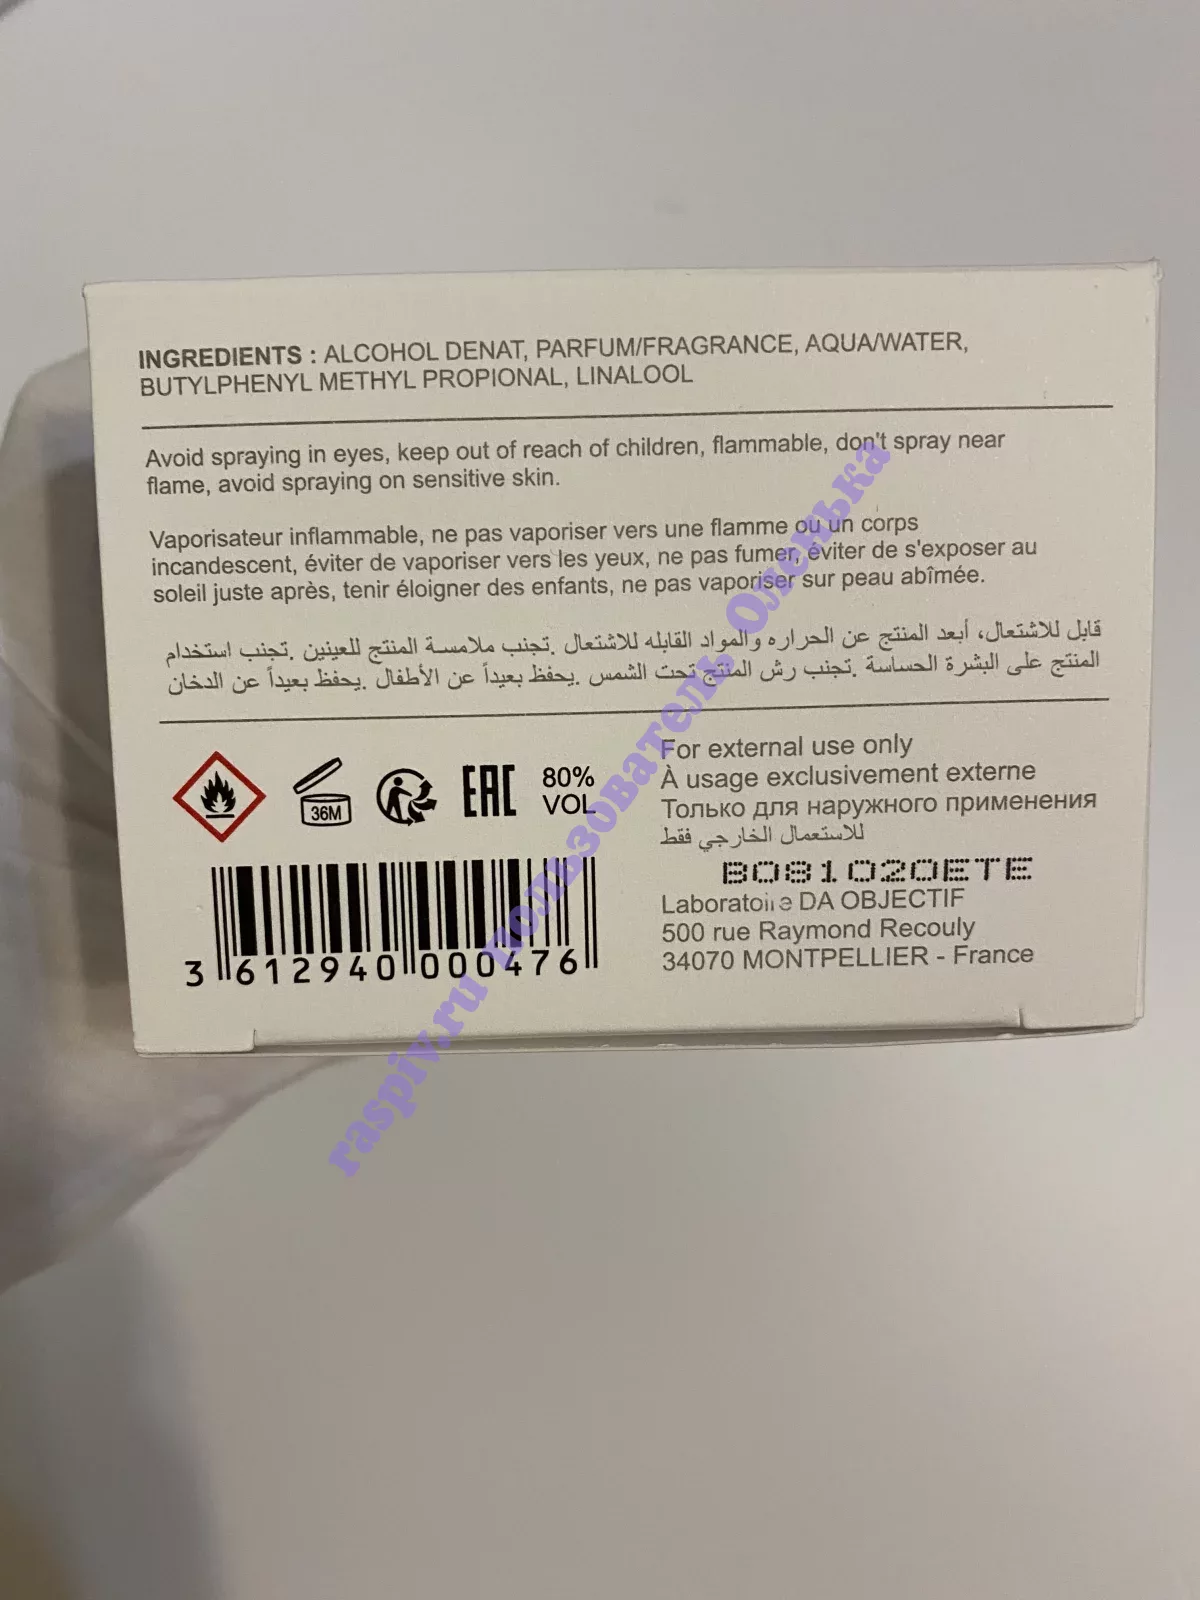 INGREDIENTS : ALCOHOL DENAT, PARFUM/FRAGRANCE, AQUA/WATER,
BUTYLPHENYL METHYL PROPIONAL, LINALOOL
Avoid spraying in eyes, keep out of reach of children, flammable, don't spray near
flame, avoid spraying on sensitive skin.
Vaporisateur inflammable, ne pas vaporiser vers une flamme ou un corps
incandescent, éviter de vaporiser vers les yeux, ne pas fumer, éviter de s'exposer au
soleil juste après, tenir éloigner des enfants, ne pas vaporiser sur peau abîmée.
قابل للاشتعال، أبعد المنتج عن الحراره والمواد القابله للاشتعال .تجنب ملامسة المنتج للعينين .تجنب استخدام
المنتج على البشرة الحساسة .تجنب رش المنتج تحت الشمس .يحفظ بعيداً عن الأطفال .يحفظ بعيداً عن الدخان
36M
EAC
80%
VOL
3 612940 000476
For external use only
À usage exclusivement externe
Только для наружного применения
للاستعمال الخارجي فقط
B081020ETE
Laboratoire DA OBJECTIF
500 rue Raymond Recouly
34070 MONTPELLIER - France
raspiv.ru пользователь Оленька